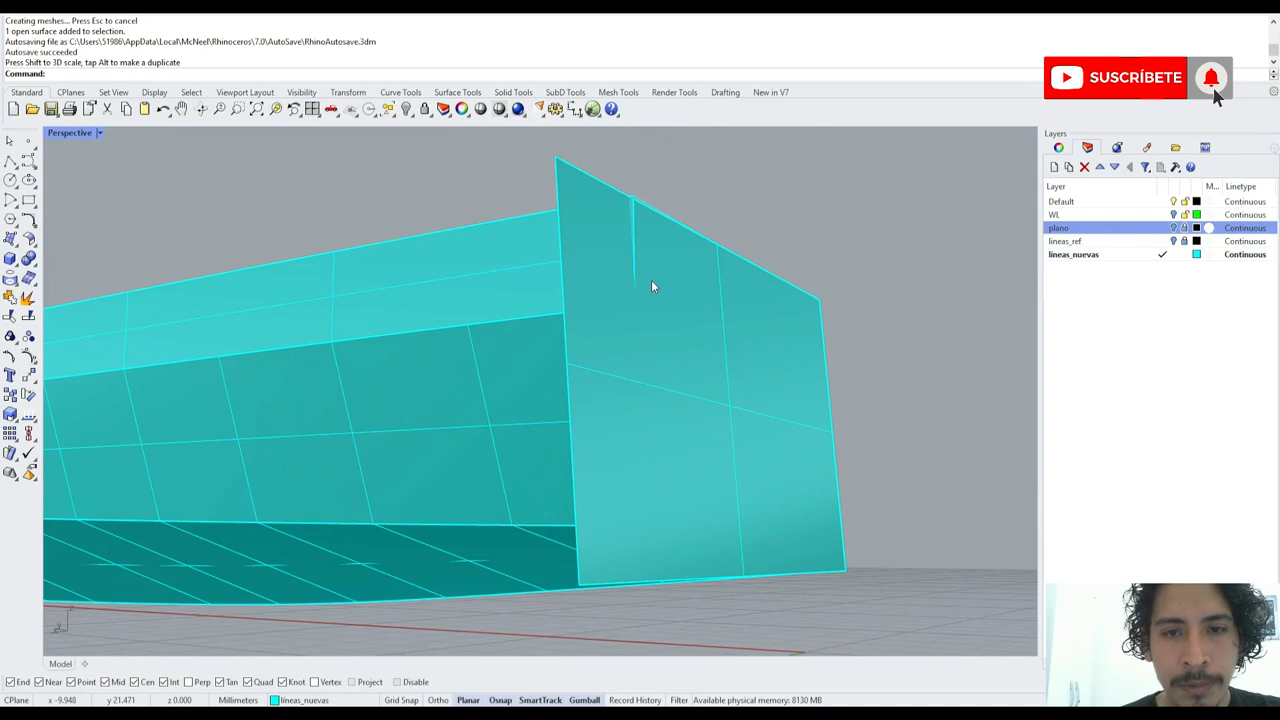 Creating meshes... Press Esc to cancel
1 open surface added to selection.
Autosaving file as C:\Users\51986\AppData\Local\McNeel\Rhinoceros\7.0\AutoSave\RhinoAutosave.3dm
Autosave succeeded
Press Shift to 3D scale, tap Alt to make a duplicate
Command:
SUSCRÍBETE
Standard CPlanes Set View Display Select Viewport Layout Visibility Transform Curve Tools Surface Tools Solid Tools SubD Tools Mesh Tools Render Tools Drafting New in V7
Perspective
Layers
Layer M... Linetype
Default Continuous
WL Continuous
plano Continuous
lineas_ref Continuous
lineas_nuevas Continuous
Model
End Near Point Mid Cen Int Perp Tan Quad Knot Vertex Project Disable
CPlane x -9.948 y 21.471 z 0.000 Millimeters lineas_nuevas Grid Snap Ortho Planar Osnap SmartTrack Gumball Record History Filter Available physical memory: 8130 MB